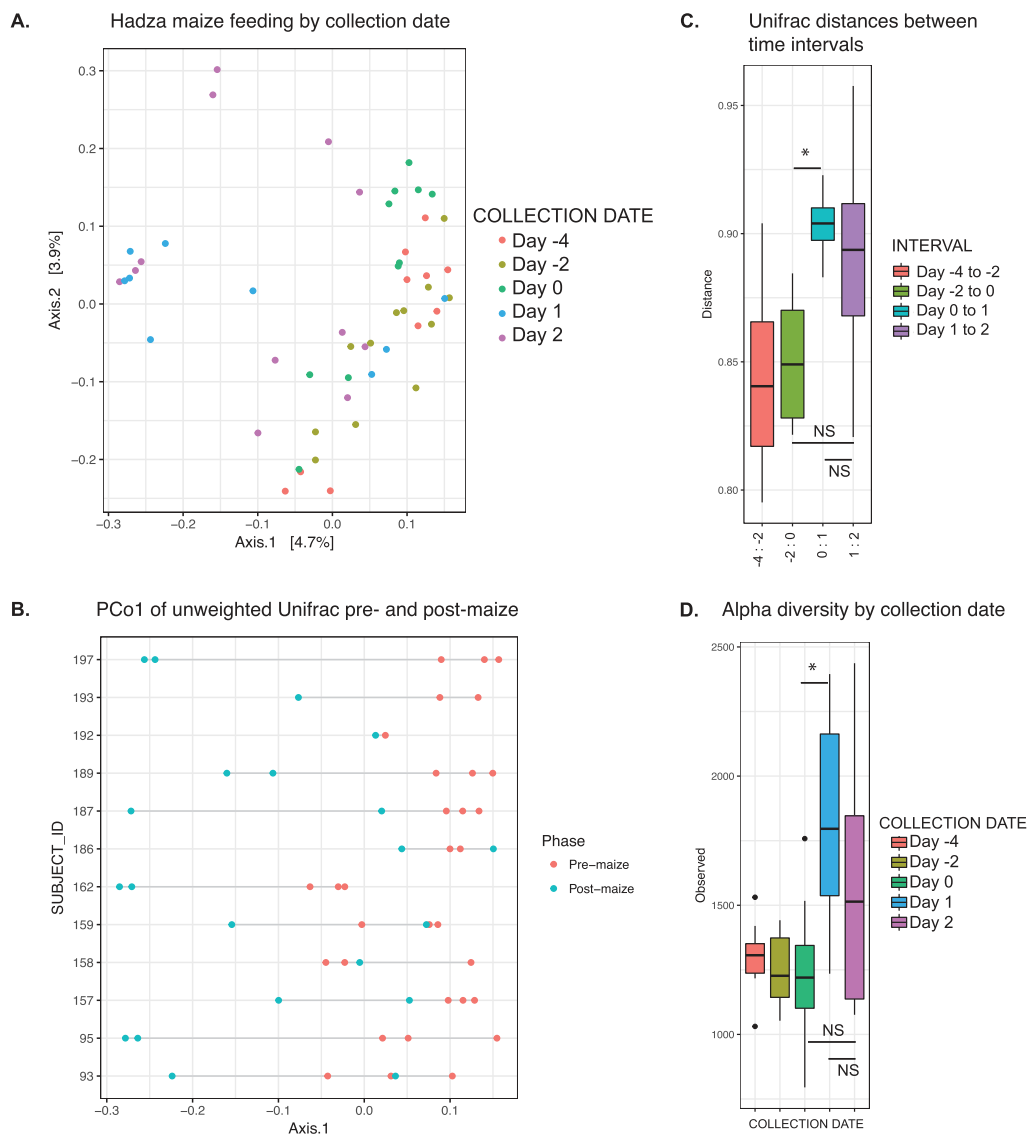 A. Hadza maize feeding by collection date
0.3
0.2
0.1
0.0
−0.1
−0.2
Axis.2 [3.9%]
−0.3 −0.2 −0.1 0.0 0.1
Axis.1 [4.7%]
COLLECTION DATE
Day -4
Day -2
Day 0
Day 1
Day 2
C. Unifrac distances between
time intervals
0.95
0.90
0.85
0.80
Distance
*
NS
NS
-4 : -2
-2 : 0
0 : 1
1 : 2
INTERVAL
Day -4 to -2
Day -2 to 0
Day 0 to 1
Day 1 to 2
B. PCo1 of unweighted Unifrac pre- and post-maize
197
193
192
189
187
186
162
159
158
157
95
93
SUBJECT_ID
−0.3 −0.2 −0.1 0.0 0.1
Axis.1
Phase
Pre−maize
Post−maize
D. Alpha diversity by collection date
2500
2000
1500
1000
Observed
*
NS
NS
COLLECTION DATE
COLLECTION DATE
Day -4
Day -2
Day 0
Day 1
Day 2